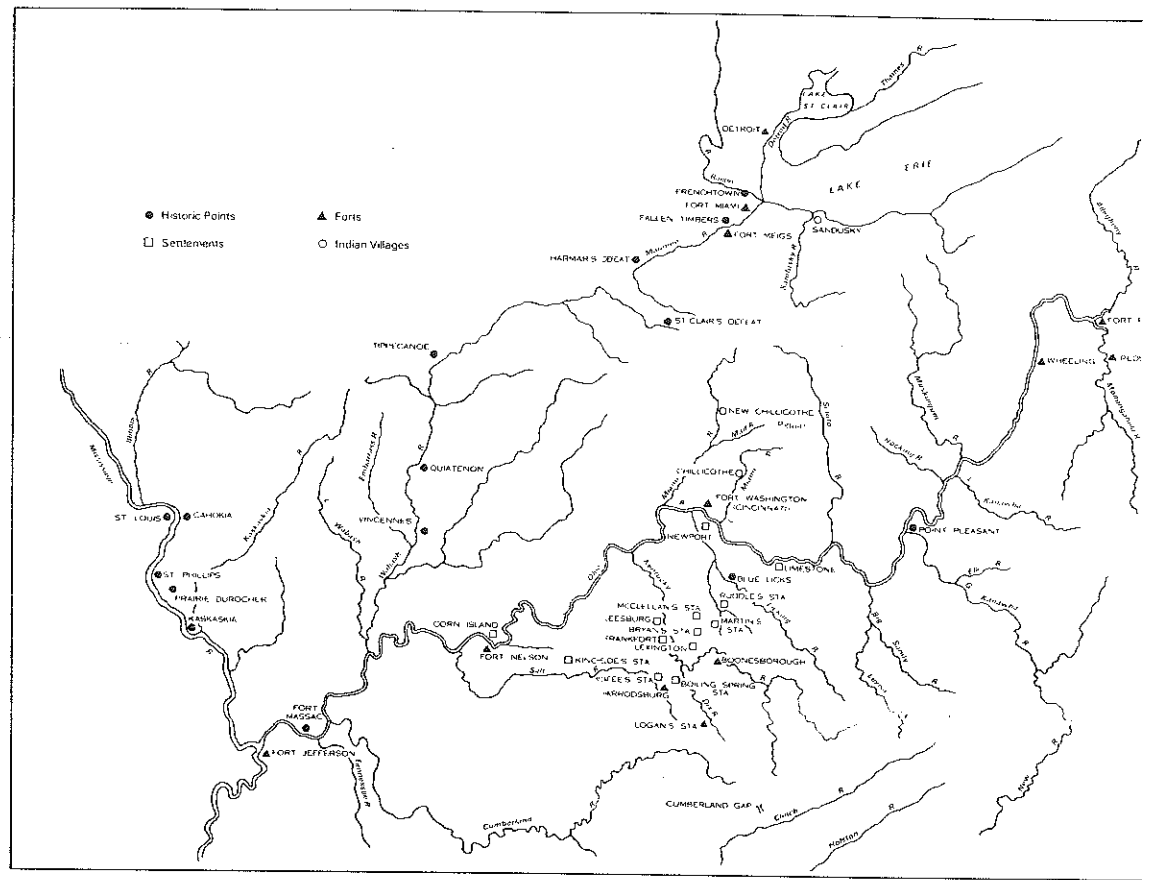 Historic Points
Forts
Settlements
Indian Villages
Thames R
LAKE
ST CLAIR
DETROIT
Detroit R
LAKE ERIE
R
Raisin
FRENCHTOWN
FORT MIAMI
FALLEN TIMBERS
FORT MEIGS
SANDUSKY
Sandusky R
Maumee R
HARMAR'S DEFEAT
ST CLAIR'S DEFEAT
Allegheny R
FORT
WHEELING
Monongahela R
TIPPECANOE
Illinois R
Mississippi
NEW CHILLICOTHE
Mad R
Scioto
R
Muskingum
R
Hocking R
Embarrass R
R
QUIATENON
CHILLICOTHE
Miami R
Miami
L
Kanawha
R
FORT WASHINGTON
(CINCINNATI)
NEWPORT
ST LOUIS
CAHOKIA
Kaskaskia
R
L
Wabash
R
VINCENNES
Wabash
POINT PLEASANT
ST PHILLIPS
PRAIRIE DUROCHER
KASKASKIA
R
Ohio
Kentucky
LIMESTONE
BLUE LICKS
Licking
R
Elk R
G
Kanawha
R
RUDDLE'S STA
MCCLELLAN'S STA
LEESBURG
MARTIN'S
STA
BRYAN'S STA
FRANKFORT
LEXINGTON
CORN ISLAND
FORT NELSON
Salt
R
BOONESBOROUGH
BOILING SPRING
STA
HARRODSBURG
Dix R
LOGAN'S STA
Big
Sandy
R
FORT
MASSAC
FORT JEFFERSON
Tennessee R
Cumberland
R
CUMBERLAND GAP
Clinch
R
Holston
R
New
R